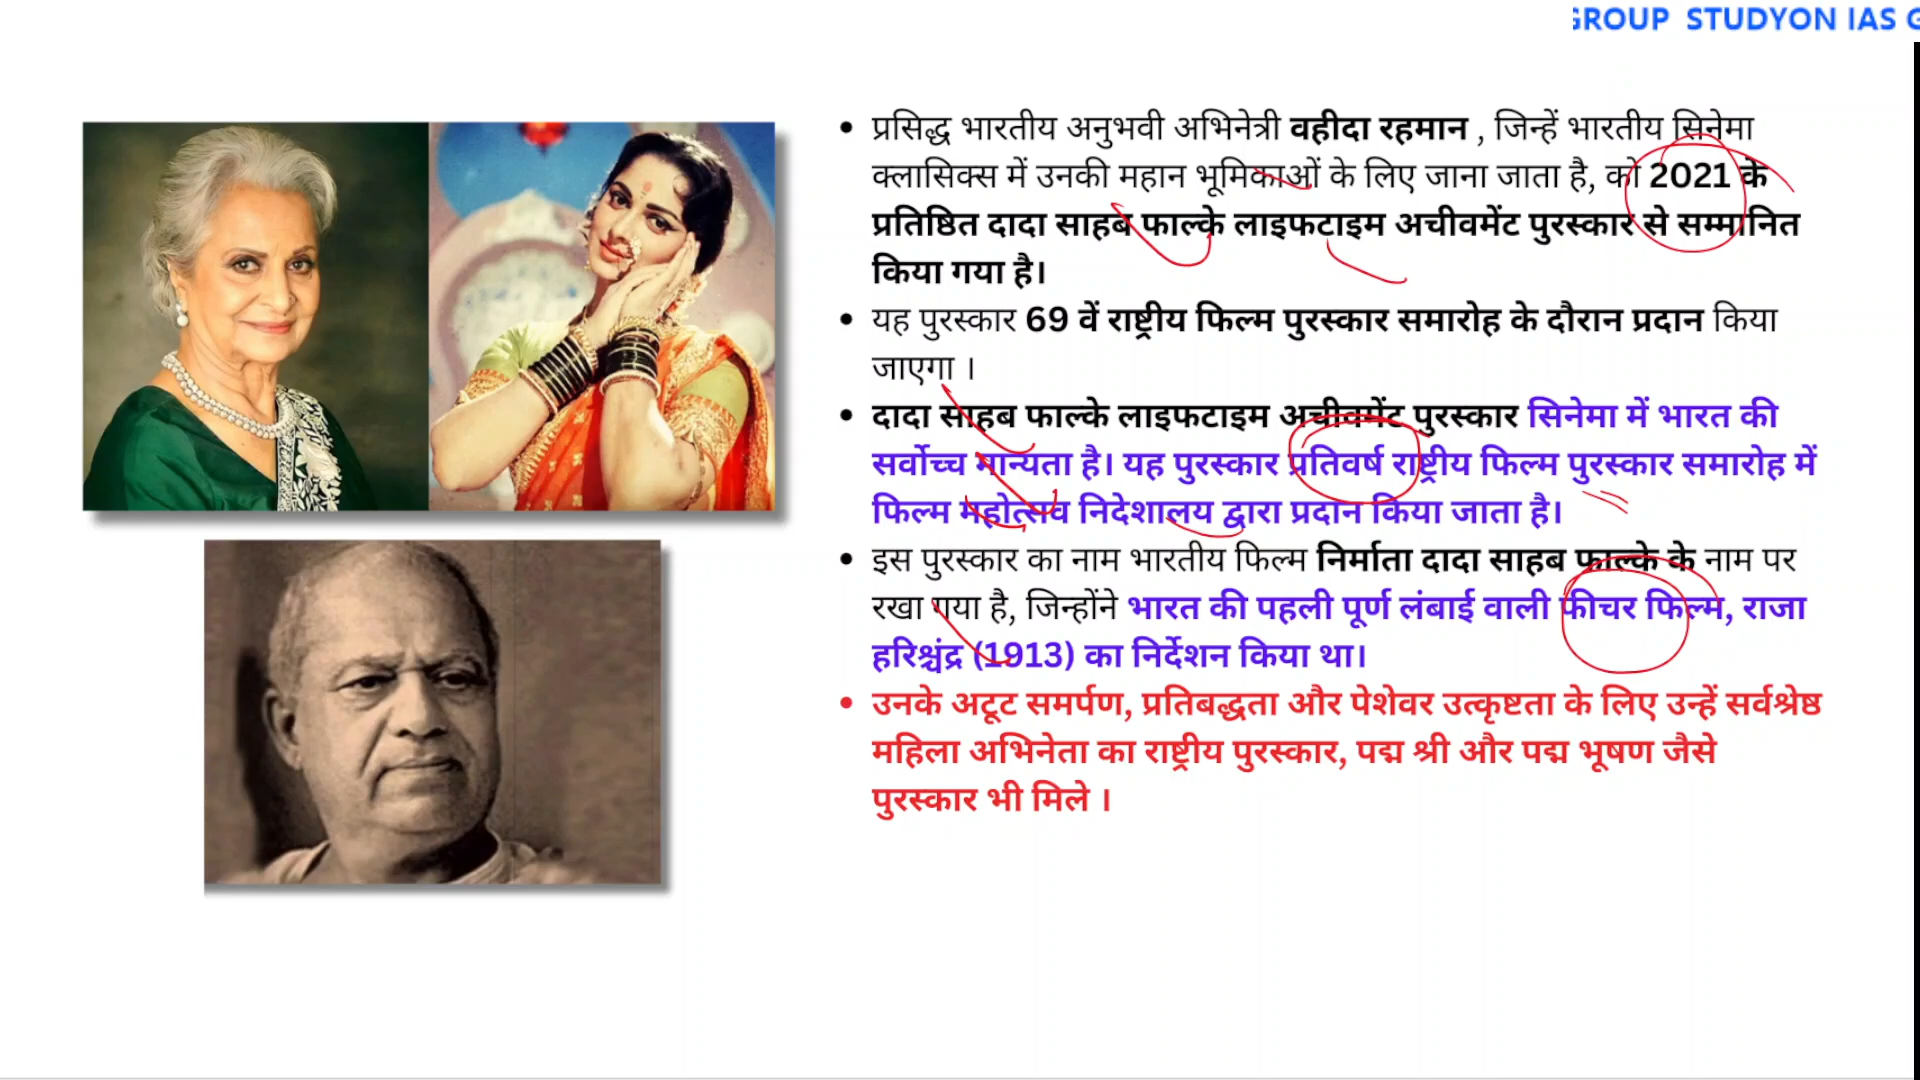 GROUP STUDYON IAS
प्रसिद्ध भारतीय अनुभवी अभिनेत्री वहीदा रहमान , जिन्हें भारतीय सिनेमा
क्लासिक्स में उनकी महान भूमिकाओं के लिए जाना जाता है, को 2021 के
प्रतिष्ठित दादा साहब फाल्के लाइफटाइम अचीवमेंट पुरस्कार से सम्मानित
किया गया है।
यह पुरस्कार 69 वें राष्ट्रीय फिल्म पुरस्कार समारोह के दौरान प्रदान किया
जाएगा ।
दादा साहब फाल्के लाइफटाइम अचीवमेंट पुरस्कार सिनेमा में भारत की
सर्वोच्च मान्यता है। यह पुरस्कार प्रतिवर्ष राष्ट्रीय फिल्म पुरस्कार समारोह में
फिल्म महोत्सव निदेशालय द्वारा प्रदान किया जाता है।
इस पुरस्कार का नाम भारतीय फिल्म निर्माता दादा साहब फाल्के के नाम पर
रखा गया है, जिन्होंने भारत की पहली पूर्ण लंबाई वाली फीचर फिल्म, राजा
हरिश्चंद्र (1913) का निर्देशन किया था।
उनके अटूट समर्पण, प्रतिबद्धता और पेशेवर उत्कृष्टता के लिए उन्हें सर्वश्रेष्ठ
महिला अभिनेता का राष्ट्रीय पुरस्कार, पद्म श्री और पद्म भूषण जैसे
पुरस्कार भी मिले ।